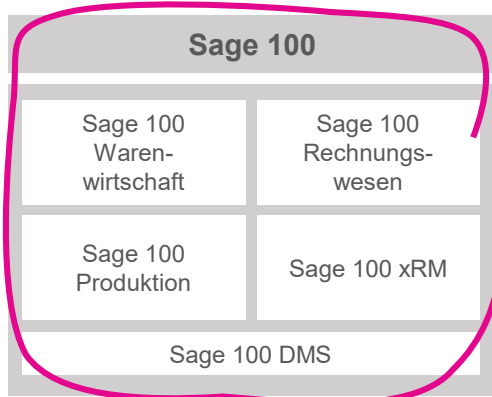 Sage 100
Sage 100
Waren-
wirtschaft
Sage 100
Rechnungs-
wesen
Sage 100
Produktion
Sage 100 xRM
Sage 100 DMS